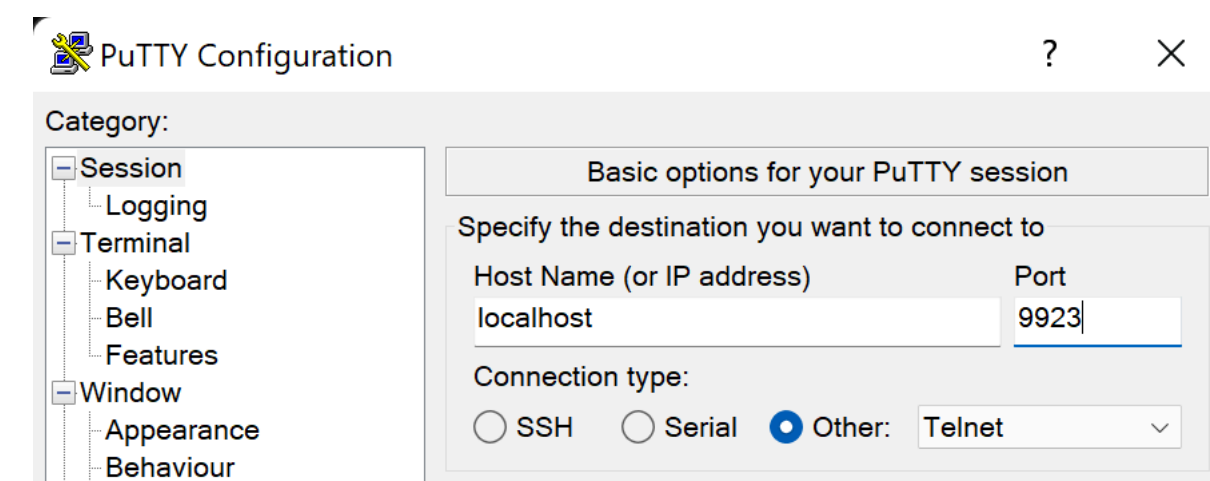 PuTTY Configuration
?
Category:
Session
Logging
Terminal
Keyboard
Bell
Features
Window
Appearance
Behaviour
Basic options for your PuTTY session
Specify the destination you want to connect to
Host Name (or IP address) Port
localhost 9923
Connection type:
SSH Serial Other: Telnet